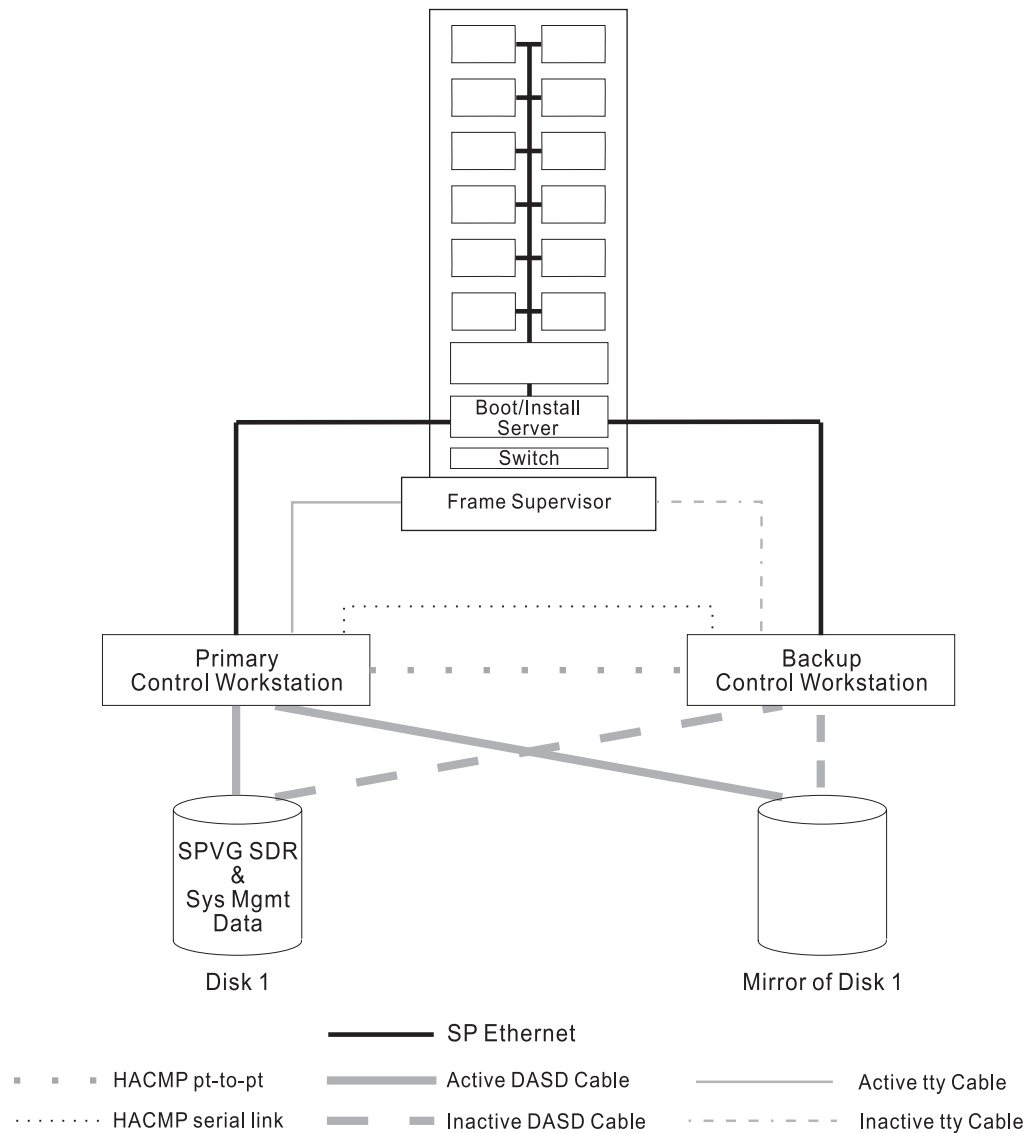 Boot/Install
Server
Switch
Frame Supervisor
Primary
Control Workstation
Backup
Control Workstation
SPVG SDR
&
Sys Mgmt
Data
Disk 1
Mirror of Disk 1
SP Ethernet
HACMP pt-to-pt
Active DASD Cable
Active tty Cable
HACMP serial link
Inactive DASD Cable
Inactive tty Cable